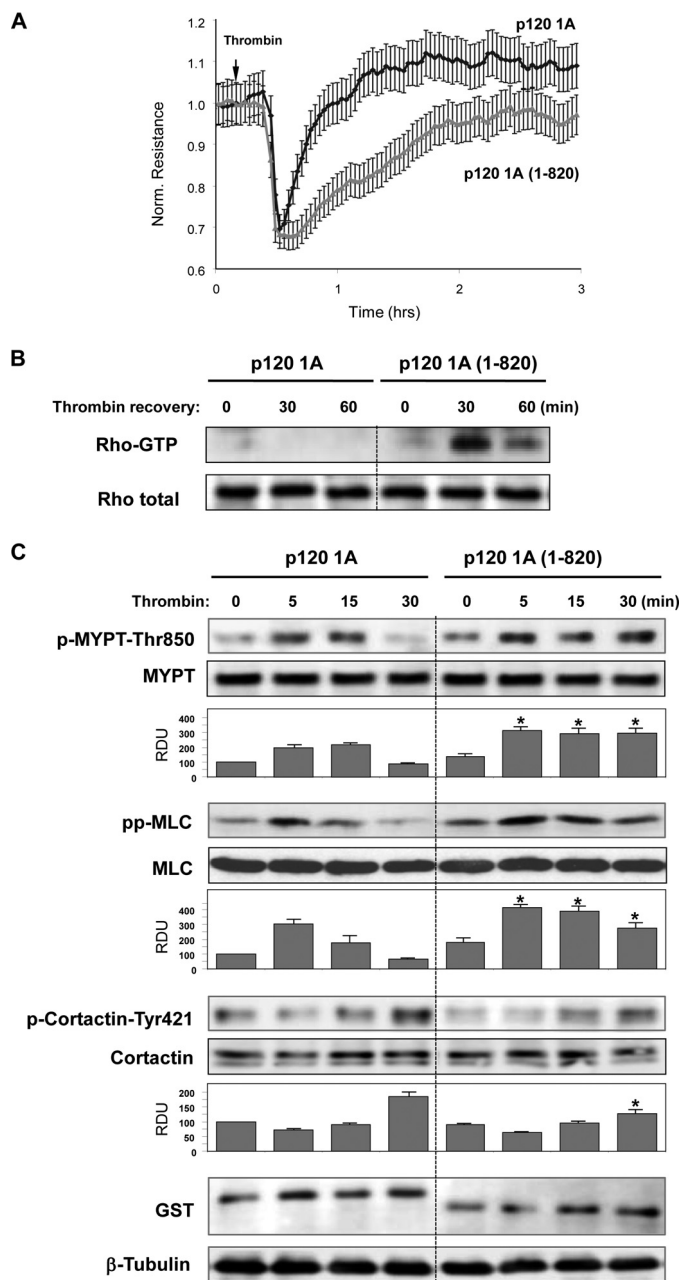 A
1.2
1.1
1.0
0.9
0.8
0.7
0.6
Norm. Resistance
Thrombin
p120 1A
p120 1A (1-820)
0 1 2 3
Time (hrs)
B
p120 1A p120 1A (1-820)
Thrombin recovery: 0 30 60 0 30 60 (min)
Rho-GTP
Rho total
C
p120 1A p120 1A (1-820)
Thrombin: 0 5 15 30 0 5 15 30 (min)
p-MYPT-Thr850
MYPT
RDU
400
300
200
100
0
* * *
pp-MLC
MLC
RDU
400
300
200
100
0
* * *
p-Cortactin-Tyr421
Cortactin
RDU
200
150
100
50
0
*
GST
β-Tubulin